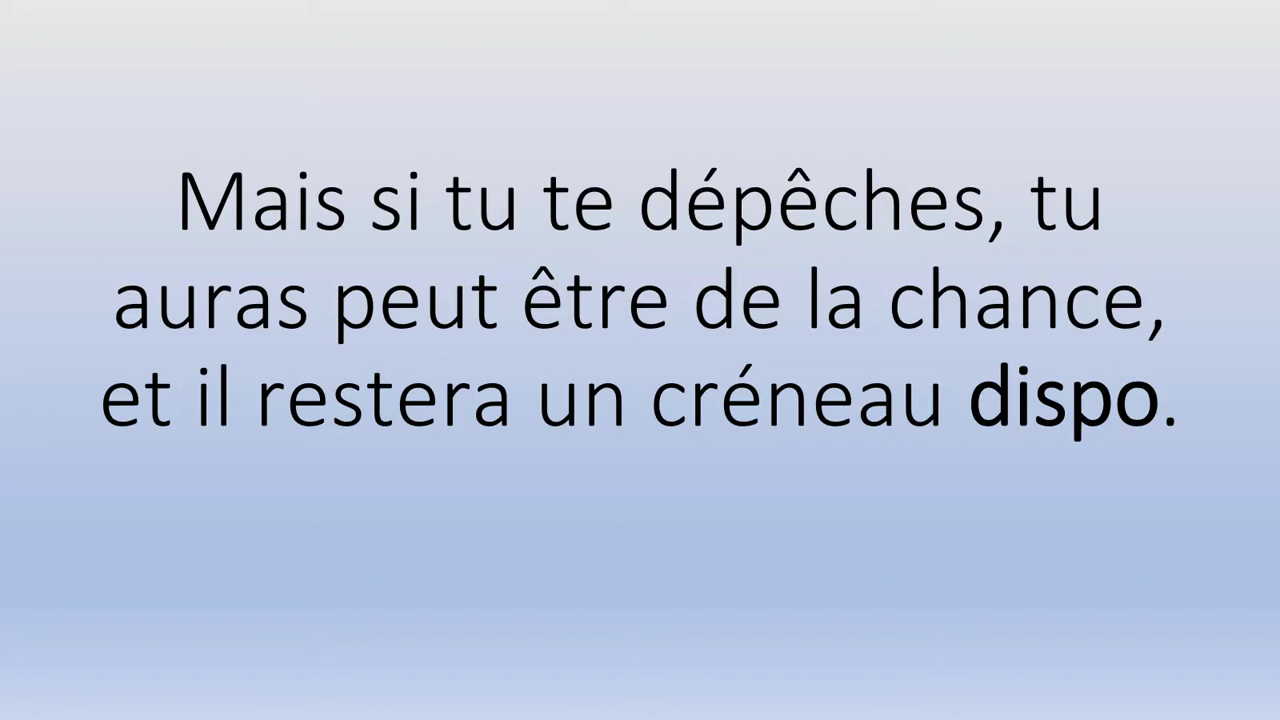 Mais si tu te dépêches, tu
auras peut être de la chance,
et il restera un créneau dispo.